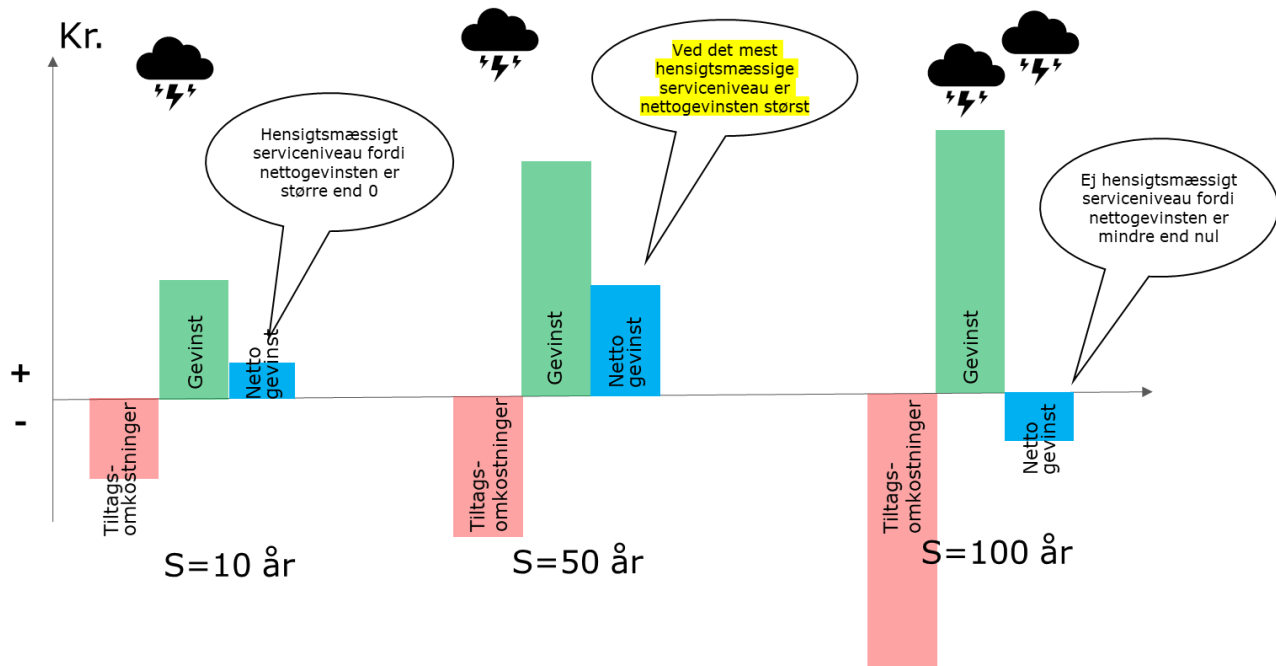 Kr.
Hensigtsmæssigt
serviceniveau fordi
nettogevinsten er
større end 0
Ved det mest
hensigtsmæssige
serviceniveau er
nettogevinsten størst
Ej hensigtsmæssigt
serviceniveau fordi
nettogevinsten er
mindre end nul
+
-
Tiltags-
omkostninger
Gevinst
Netto
gevinst
Tiltags-
omkostninger
Gevinst
Netto
gevinst
Tiltags-
omkostninger
Gevinst
Netto
gevinst
S=10 år
S=50 år
S=100 år